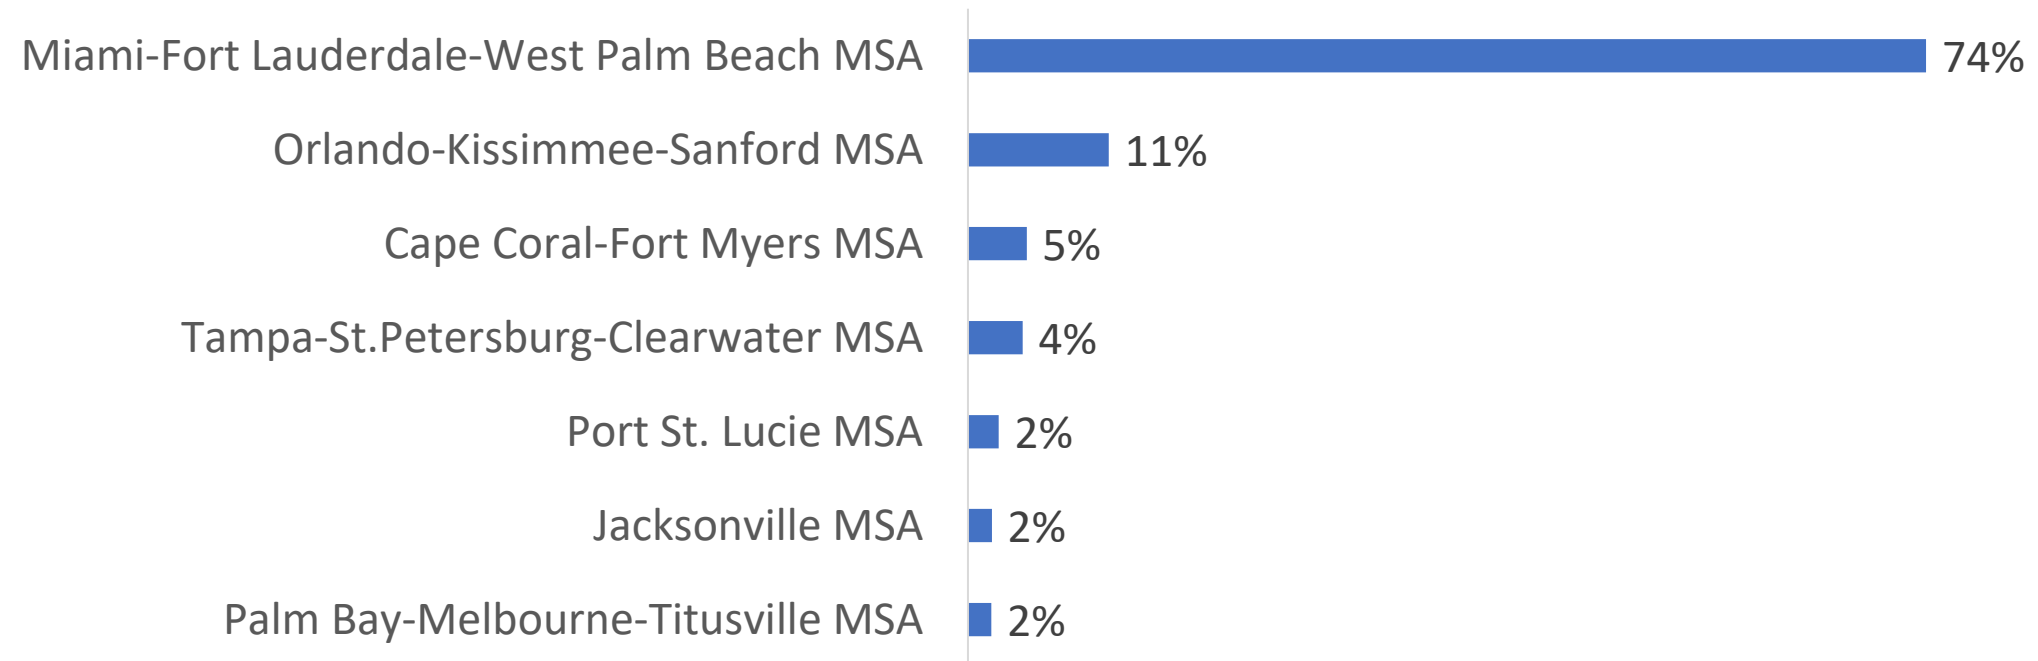 Miami-Fort Lauderdale-West Palm Beach MSA 74%
Orlando-Kissimmee-Sanford MSA 11%
Cape Coral-Fort Myers MSA 5%
Tampa-St.Petersburg-Clearwater MSA 4%
Port St. Lucie MSA 2%
Jacksonville MSA 2%
Palm Bay-Melbourne-Titusville MSA 2%